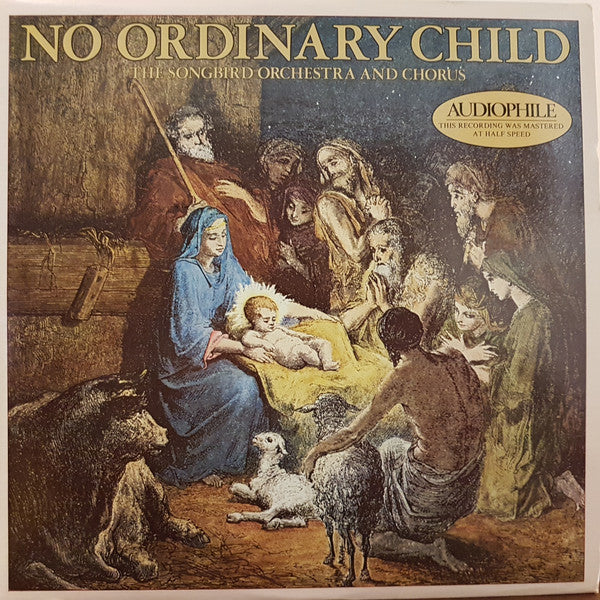 NO ORDINARY CHILD
THE SONGBIRD ORCHESTRA AND CHORUS
AUDIOPHILE
THIS RECORDING WAS MASTERED
AT HALF SPEED